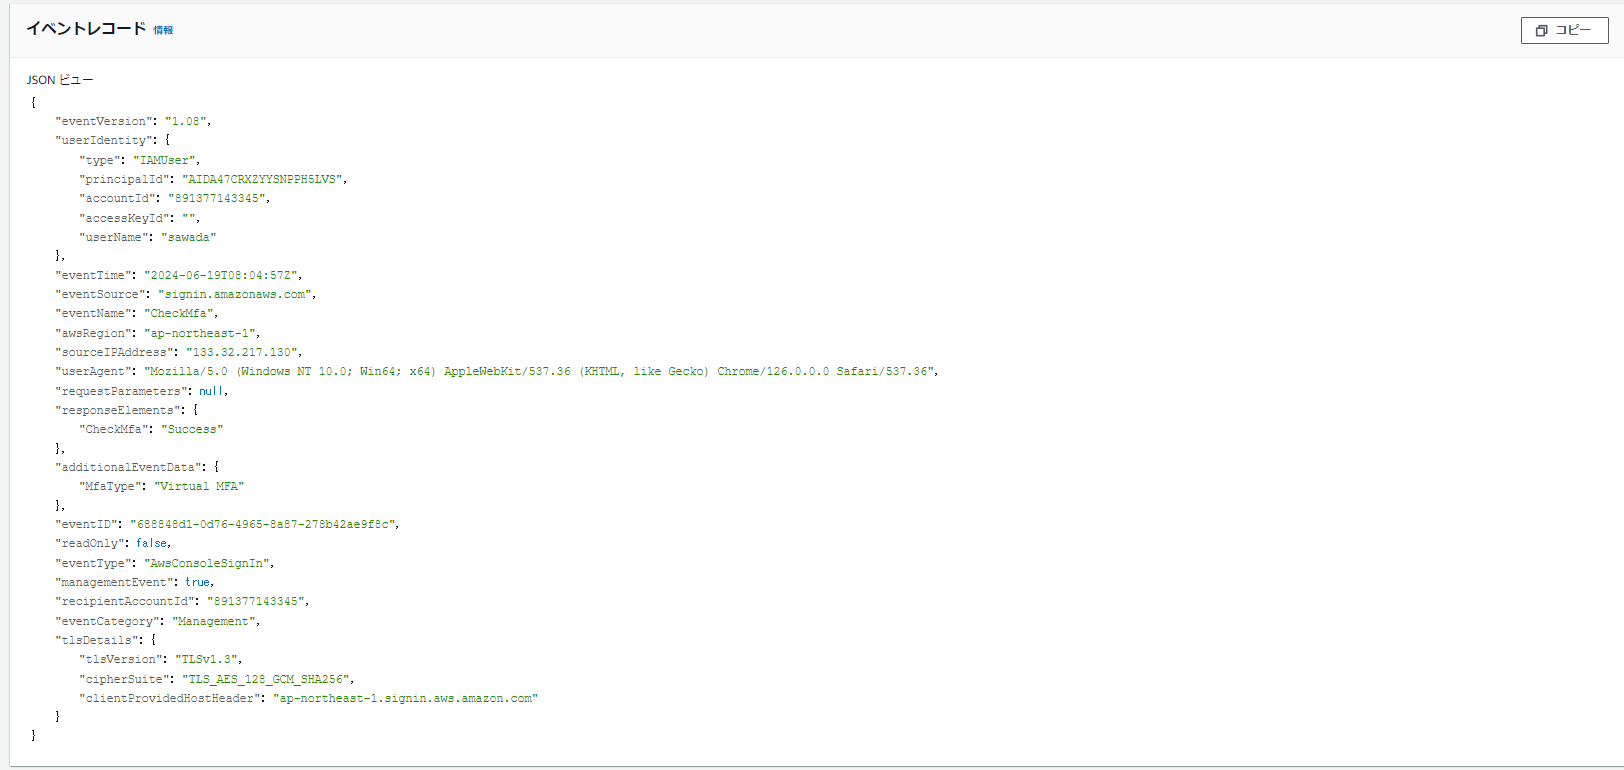 イベントレコード 情報
コピー
JSON ビュー
{
"eventVersion": "1.08",
"userIdentity": {
"type": "IAMUser",
"principalId": "AIDA47CRXZYYSNPPH5LVS",
"accountId": "891377143345",
"accessKeyId": "",
"userName": "sawada"
},
"eventTime": "2024-06-19T08:04:57Z",
"eventSource": "signin.amazonaws.com",
"eventName": "CheckMfa",
"awsRegion": "ap-northeast-1",
"sourceIPAddress": "133.32.217.130",
"userAgent": "Mozilla/5.0 (Windows NT 10.0; Win64; x64) AppleWebKit/537.36 (KHTML, like Gecko) Chrome/126.0.0.0 Safari/537.36",
"requestParameters": null,
"responseElements": {
"CheckMfa": "Success"
},
"additionalEventData": {
"MfaType": "Virtual MFA"
},
"eventID": "688848d1-0d76-4965-8a87-278b42ae9f8c",
"readOnly": false,
"eventType": "AwsConsoleSignIn",
"managementEvent": true,
"recipientAccountId": "891377143345",
"eventCategory": "Management",
"tlsDetails": {
"tlsVersion": "TLSv1.3",
"cipherSuite": "TLS_AES_128_GCM_SHA256",
"clientProvidedHostHeader": "ap-northeast-1.signin.aws.amazon.com"
}
}